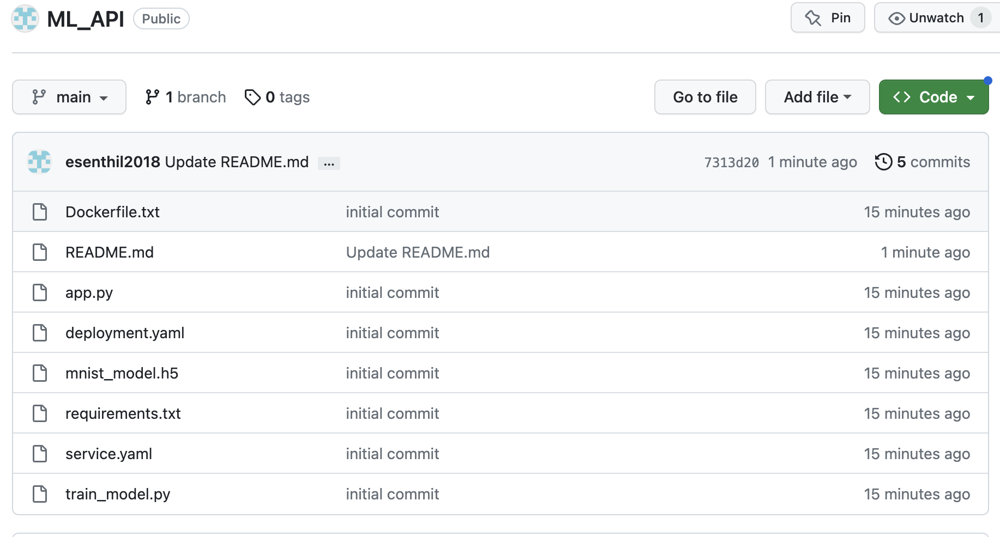 ML_API Public Pin Unwatch 1
main 1 branch 0 tags Go to file Add file Code
esenthil2018 Update README.md ... 7313d20 1 minute ago 5 commits
Dockerfile.txt initial commit 15 minutes ago
README.md Update README.md 1 minute ago
app.py initial commit 15 minutes ago
deployment.yaml initial commit 15 minutes ago
mnist_model.h5 initial commit 15 minutes ago
requirements.txt initial commit 15 minutes ago
service.yaml initial commit 15 minutes ago
train_model.py initial commit 15 minutes ago